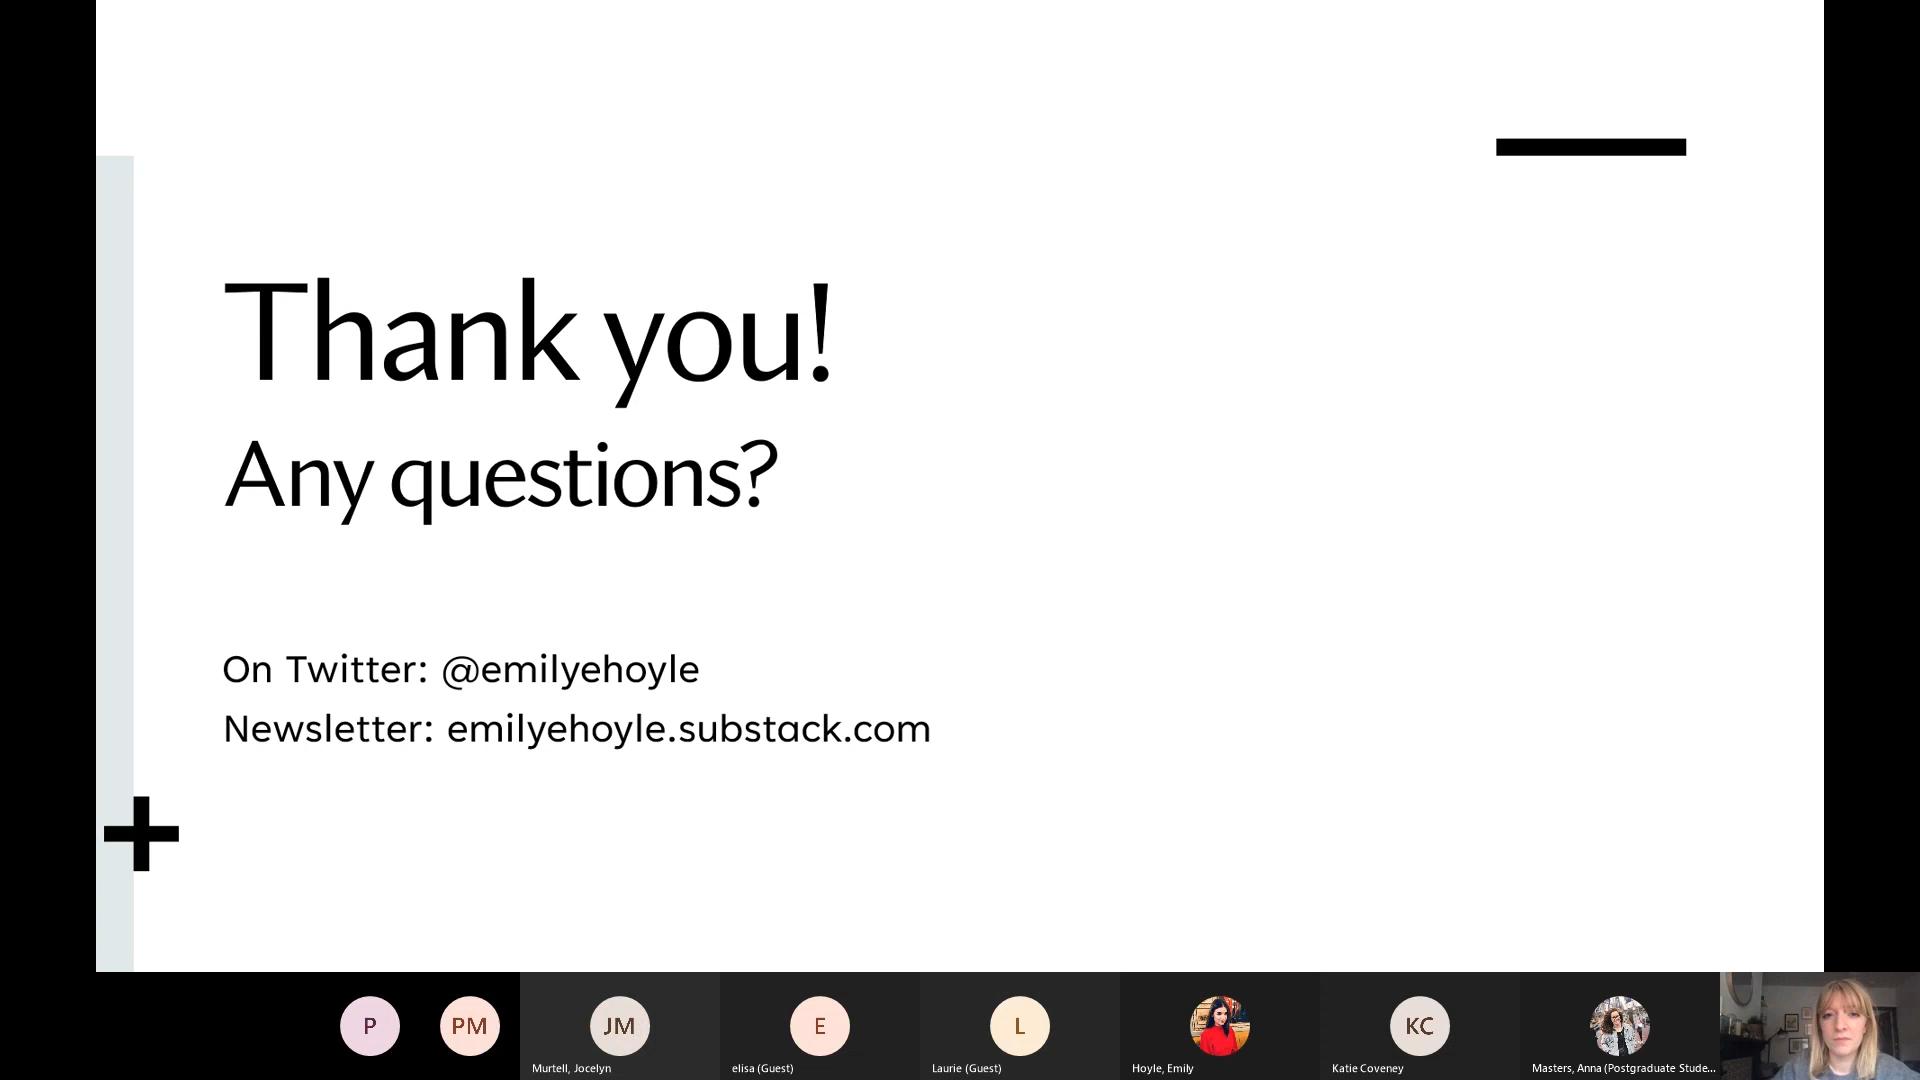 Thank you!
Any questions?
On Twitter: @emilyehoyle
Newsletter: emilyehoyle.substack.com
P
PM
JM
E
L
KC
Murtell, Jocelyn
elisa (Guest)
Laurie (Guest)
Hoyle, Emily
Katie Coveney
Masters, Anna (Postgraduate Stude...